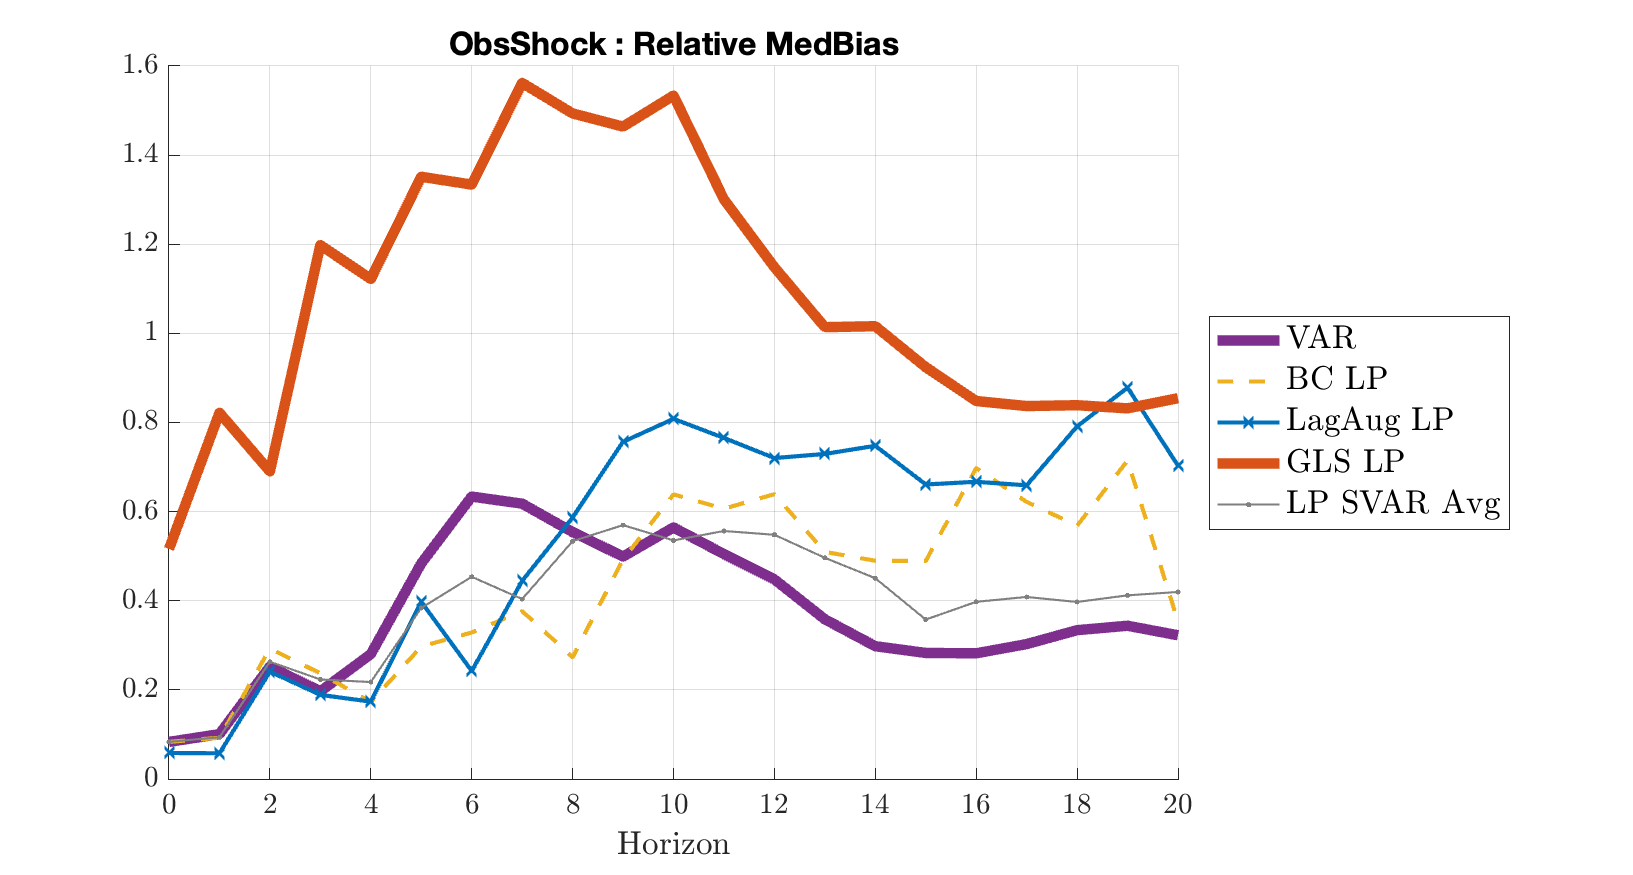 ObsShock : Relative MedBias
1.6
1.4
1.2
1
0.8
0.6
0.4
0.2
0
0 2 4 6 8 10 12 14 16 18 20
Horizon
VAR
BC LP
LagAug LP
GLS LP
LP SVAR Avg